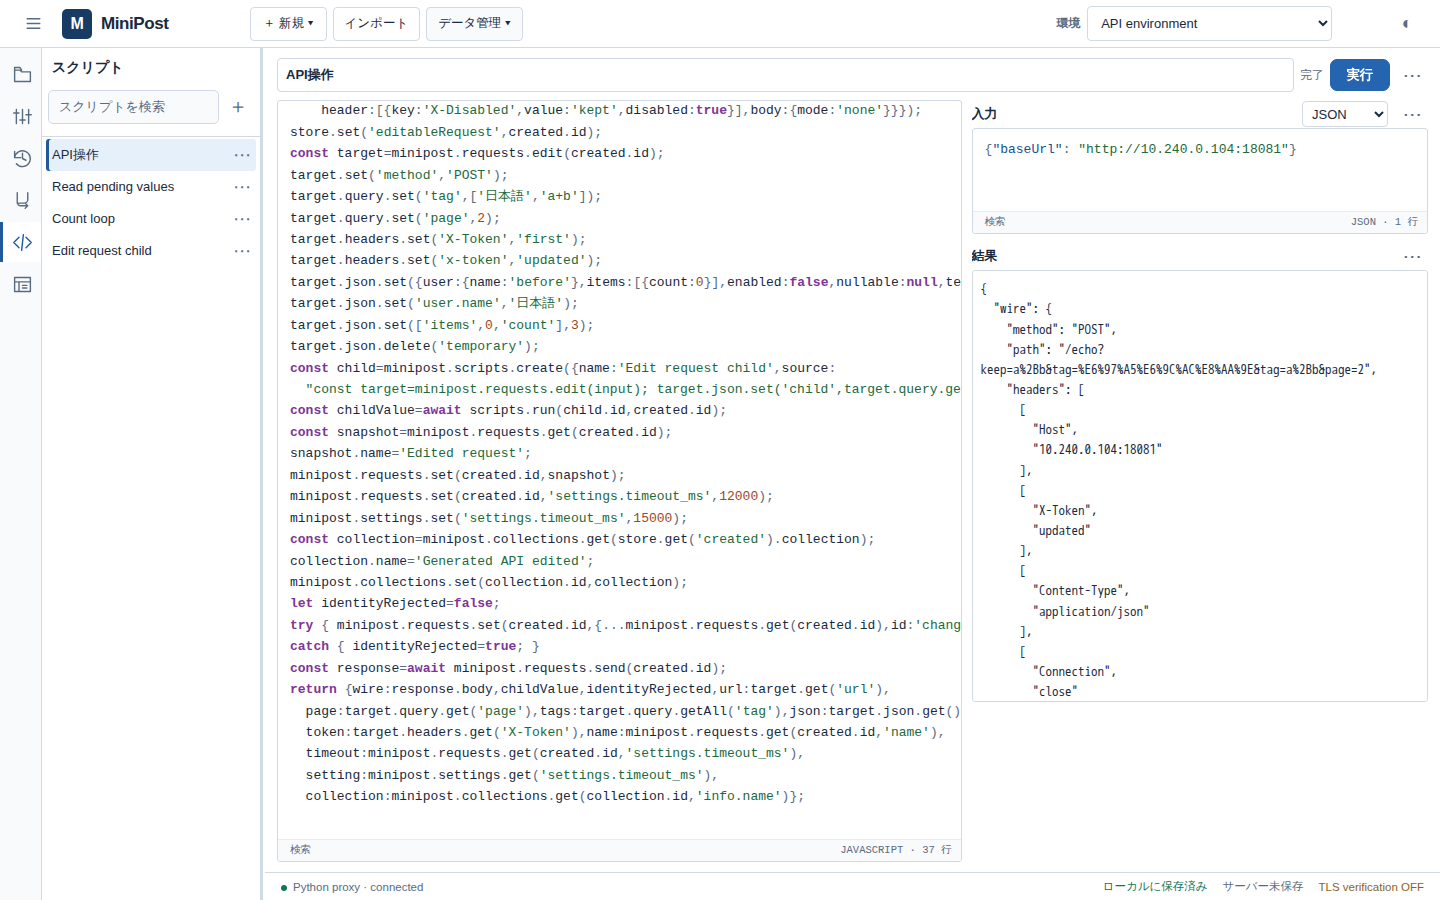 M MiniPost
＋ 新規 ▾
インポート
データ管理 ▾
環境
API environment
スクリプト
スクリプトを検索
+
API操作 ···
Read pending values ···
Count loop ···
Edit request child ···
API操作
完了
実行
···
header:[{key:'X-Disabled',value:'kept',disabled:true}],body:{mode:'none'}}});
store.set('editableRequest',created.id);
const target=minipost.requests.edit(created.id);
target.set('method','POST');
target.query.set('tag',['日本語','a+b']);
target.query.set('page',2);
target.headers.set('X-Token','first');
target.headers.set('x-token','updated');
target.json.set({user:{name:'before'},items:[{count:0}],enabled:false,nullable:null,te
target.json.set('user.name','日本語');
target.json.set(['items',0,'count'],3);
target.json.delete('temporary');
const child=minipost.scripts.create({name:'Edit request child',source:
"const target=minipost.requests.edit(input); target.json.set('child',target.query.ge
const childValue=await scripts.run(child.id,created.id);
const snapshot=minipost.requests.get(created.id);
snapshot.name='Edited request';
minipost.requests.set(created.id,snapshot);
minipost.requests.set(created.id,'settings.timeout_ms',12000);
minipost.settings.set('settings.timeout_ms',15000);
const collection=minipost.collections.get(store.get('created').collection);
collection.name='Generated API edited';
minipost.collections.set(collection.id,collection);
let identityRejected=false;
try { minipost.requests.set(created.id,{...minipost.requests.get(created.id),id:'chang
catch { identityRejected=true; }
const response=await minipost.requests.send(created.id);
return {wire:response.body,childValue,identityRejected,url:target.get('url'),
page:target.query.get('page'),tags:target.query.getAll('tag'),json:target.json.get()
token:target.headers.get('X-Token'),name:minipost.requests.get(created.id,'name'),
timeout:minipost.requests.get(created.id,'settings.timeout_ms'),
setting:minipost.settings.get('settings.timeout_ms'),
collection:minipost.collections.get(collection.id,'info.name')};
検索
JAVASCRIPT · 37 行
入力
JSON
···
{"baseUrl": "http://10.240.0.104:18081"}
検索
JSON · 1 行
結果
···
{
"wire": {
"method": "POST",
"path": "/echo?
keep=a%2Bb&tag=%E6%97%A5%E6%9C%AC%E8%AA%9E&tag=a%2Bb&page=2",
"headers": [
[
"Host",
"10.240.0.104:18081"
],
[
"X-Token",
"updated"
],
[
"Content-Type",
"application/json"
],
[
"Connection",
"close"
Python proxy · connected
ローカルに保存済み
サーバー未保存
TLS verification OFF